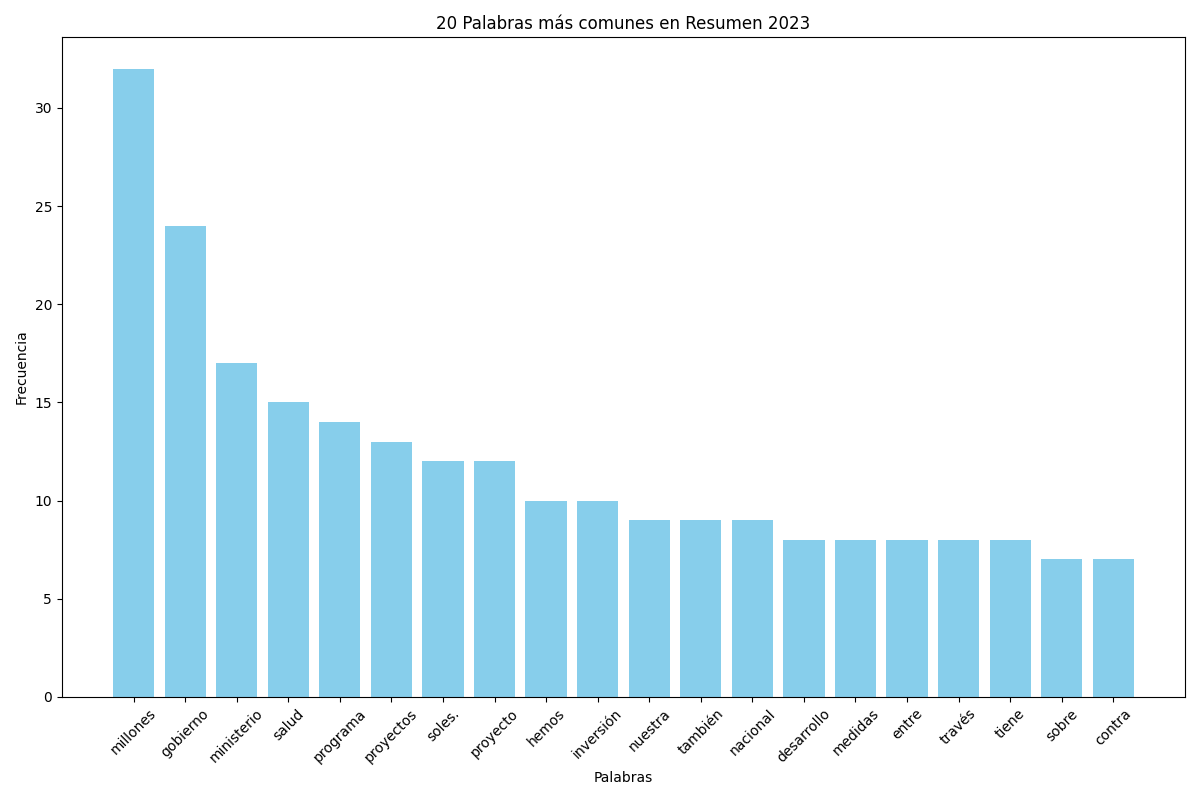 20 Palabras más comunes en Resumen 2023
Frecuencia
30
25
20
15
10
5
0
millones
gobierno
ministerio
salud
programa
proyectos
soles.
proyecto
hemos
inversión
nuestra
también
nacional
desarrollo
medidas
entre
través
tiene
sobre
contra
Palabras